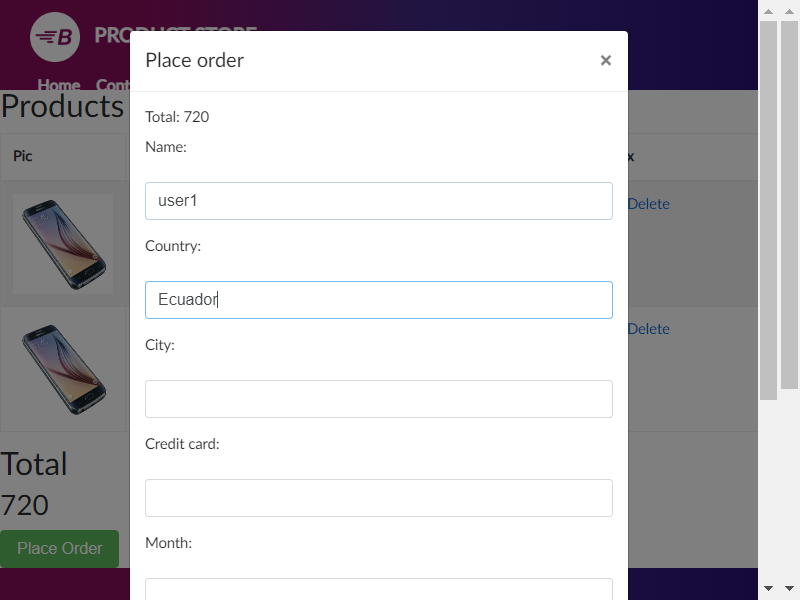 B PRODUCT STORE
Home
Place order
×
Products
Total: 720
Name:
Pic
x
user1
Delete
Country:
Ecuador
Delete
City:
Credit card:
Total
720
Month:
Place Order